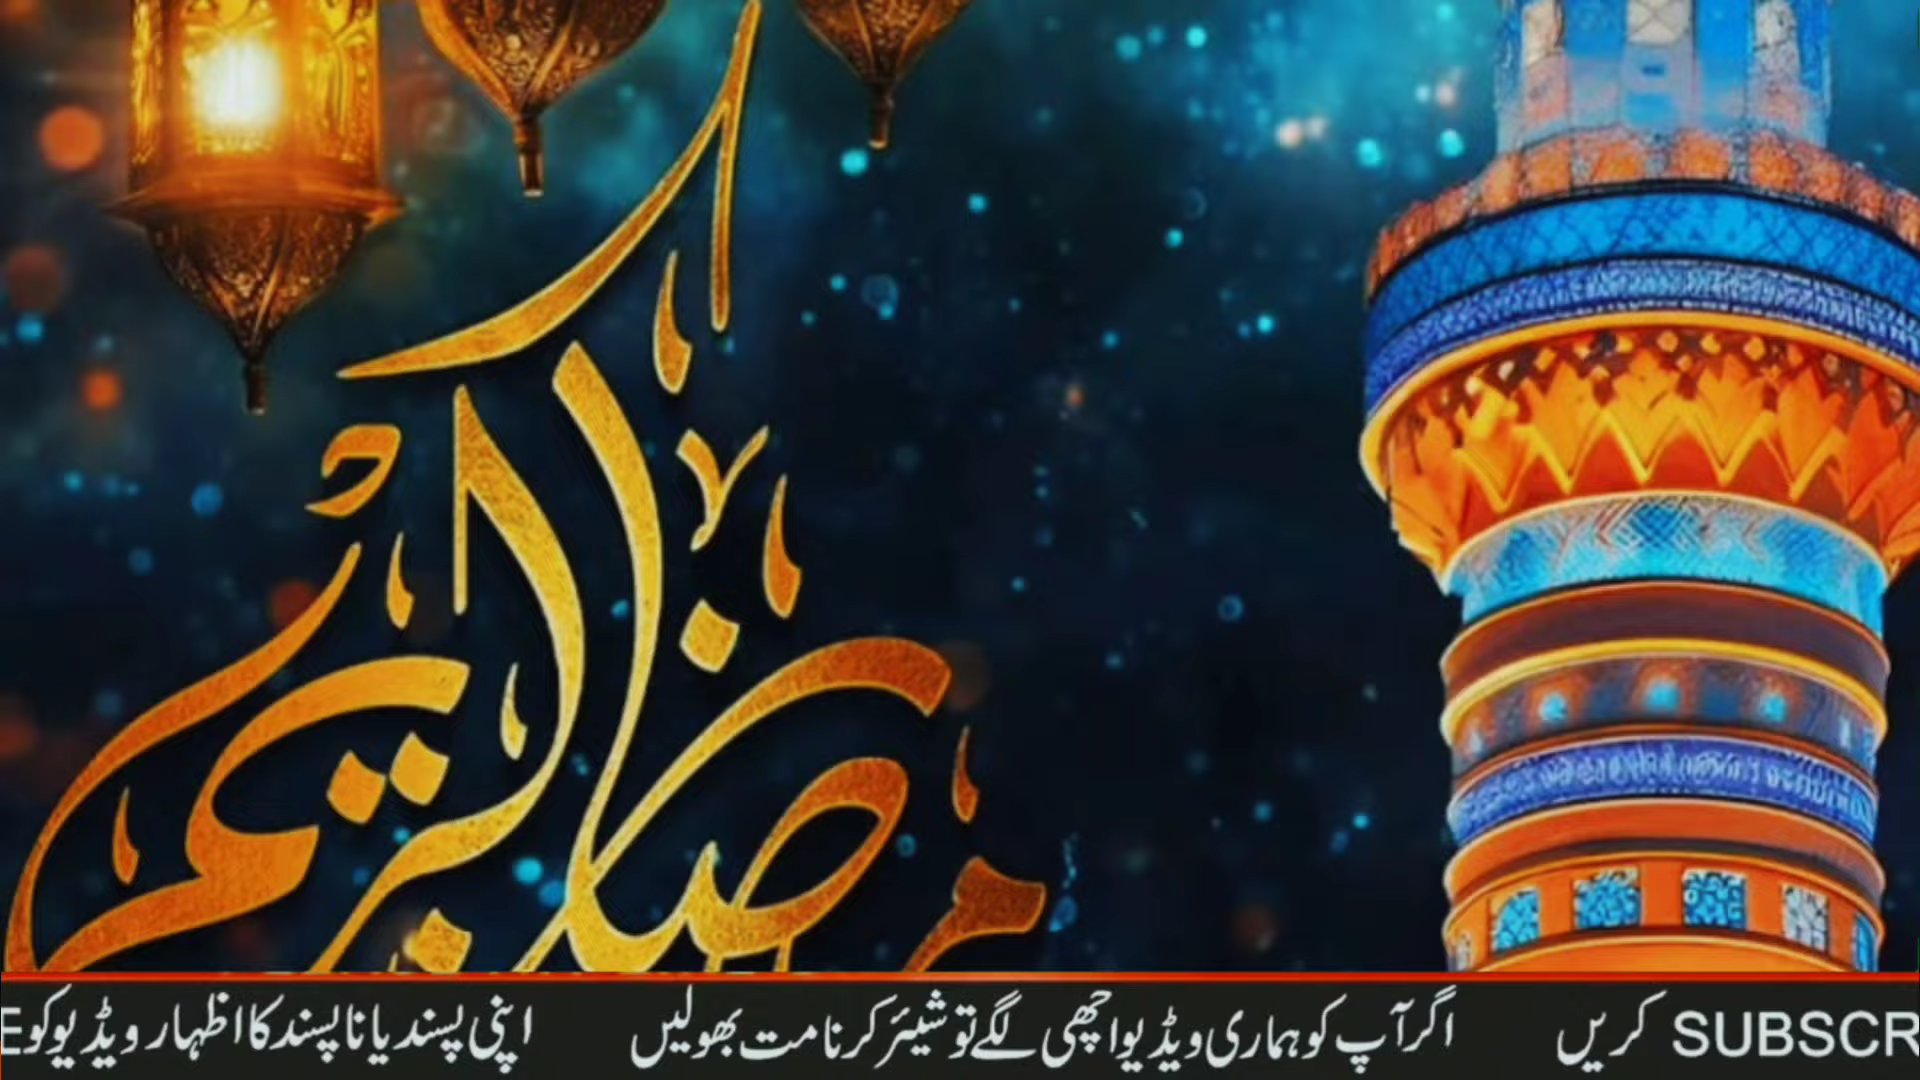 رمضان كريم
SUBSCR کریں اگر آپ کو ہماری ویڈیو اچھی لگے تو شیئر کرنا مت بھولیں اپنی پسند یا ناپسند کا اظہار ویڈیو کو E